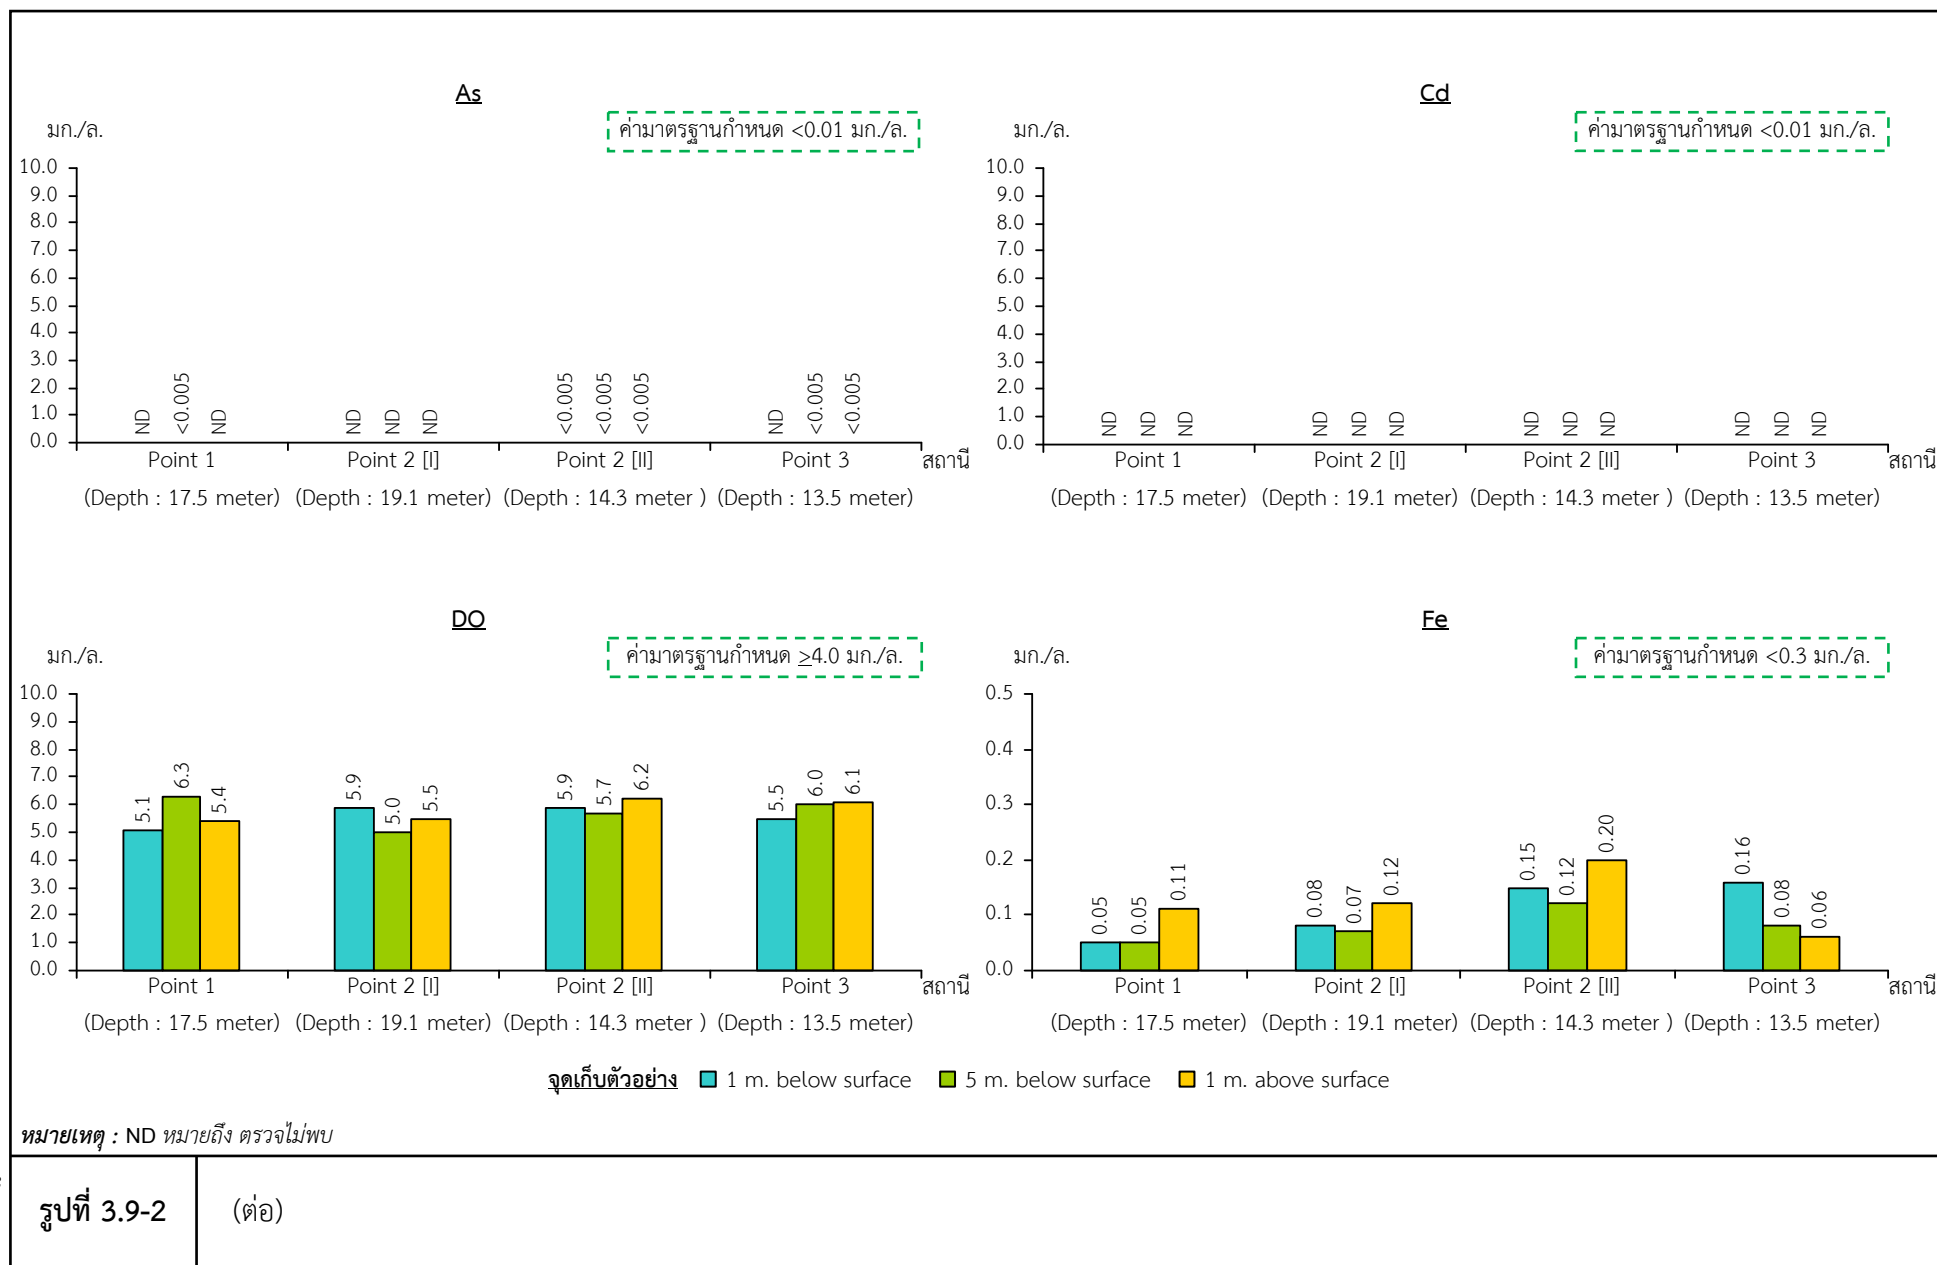 As
มก./ล.
ค่ามาตรฐานกำหนด <0.01 มก./ล.
10.0
9.0
8.0
7.0
6.0
5.0
4.0
3.0
2.0
1.0
0.0
ND <0.005 ND ND ND ND <0.005 <0.005 <0.005 ND <0.005 <0.005
Point 1 Point 2 [I] Point 2 [II] Point 3 สถานี
(Depth : 17.5 meter) (Depth : 19.1 meter) (Depth : 14.3 meter ) (Depth : 13.5 meter)
Cd
มก./ล.
ค่ามาตรฐานกำหนด <0.01 มก./ล.
10.0
9.0
8.0
7.0
6.0
5.0
4.0
3.0
2.0
1.0
0.0
ND ND ND ND ND ND ND ND ND ND ND ND
Point 1 Point 2 [I] Point 2 [II] Point 3 สถานี
(Depth : 17.5 meter) (Depth : 19.1 meter) (Depth : 14.3 meter ) (Depth : 13.5 meter)
DO
มก./ล.
ค่ามาตรฐานกำหนด ≥4.0 มก./ล.
10.0
9.0
8.0
7.0
6.0
5.0
4.0
3.0
2.0
1.0
0.0
5.1 6.3 5.4 5.9 5.0 5.5 5.9 5.7 6.2 5.5 6.0 6.1
Point 1 Point 2 [I] Point 2 [II] Point 3 สถานี
(Depth : 17.5 meter) (Depth : 19.1 meter) (Depth : 14.3 meter ) (Depth : 13.5 meter)
Fe
มก./ล.
ค่ามาตรฐานกำหนด <0.3 มก./ล.
0.5
0.4
0.3
0.2
0.1
0.0
0.05 0.05 0.11 0.08 0.07 0.12 0.15 0.12 0.20 0.16 0.08 0.06
Point 1 Point 2 [I] Point 2 [II] Point 3 สถานี
(Depth : 17.5 meter) (Depth : 19.1 meter) (Depth : 14.3 meter ) (Depth : 13.5 meter)
จุดเก็บตัวอย่าง 1 m. below surface 5 m. below surface 1 m. above surface
หมายเหตุ : ND หมายถึง ตรวจไม่พบ
รูปที่ 3.9-2 (ต่อ)